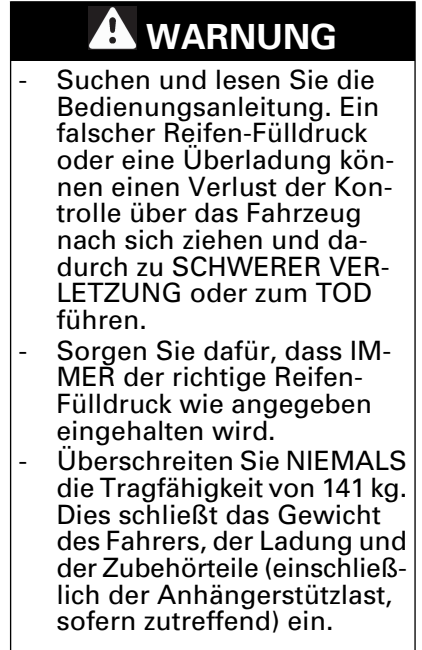 WARNUNG
- Suchen und lesen Sie die
Bedienungsanleitung. Ein
falscher Reifen-Fülldruck
oder eine Überladung kön-
nen einen Verlust der Kon-
trolle über das Fahrzeug
nach sich ziehen und da-
durch zu SCHWERER VER-
LETZUNG oder zum TOD
führen.
- Sorgen Sie dafür, dass IM-
MER der richtige Reifen-
Fülldruck wie angegeben
eingehalten wird.
- Überschreiten Sie NIEMALS
die Tragfähigkeit von 141 kg.
Dies schließt das Gewicht
des Fahrers, der Ladung und
der Zubehörteile (einschließ-
lich der Anhängerstützlast,
sofern zutreffend) ein.